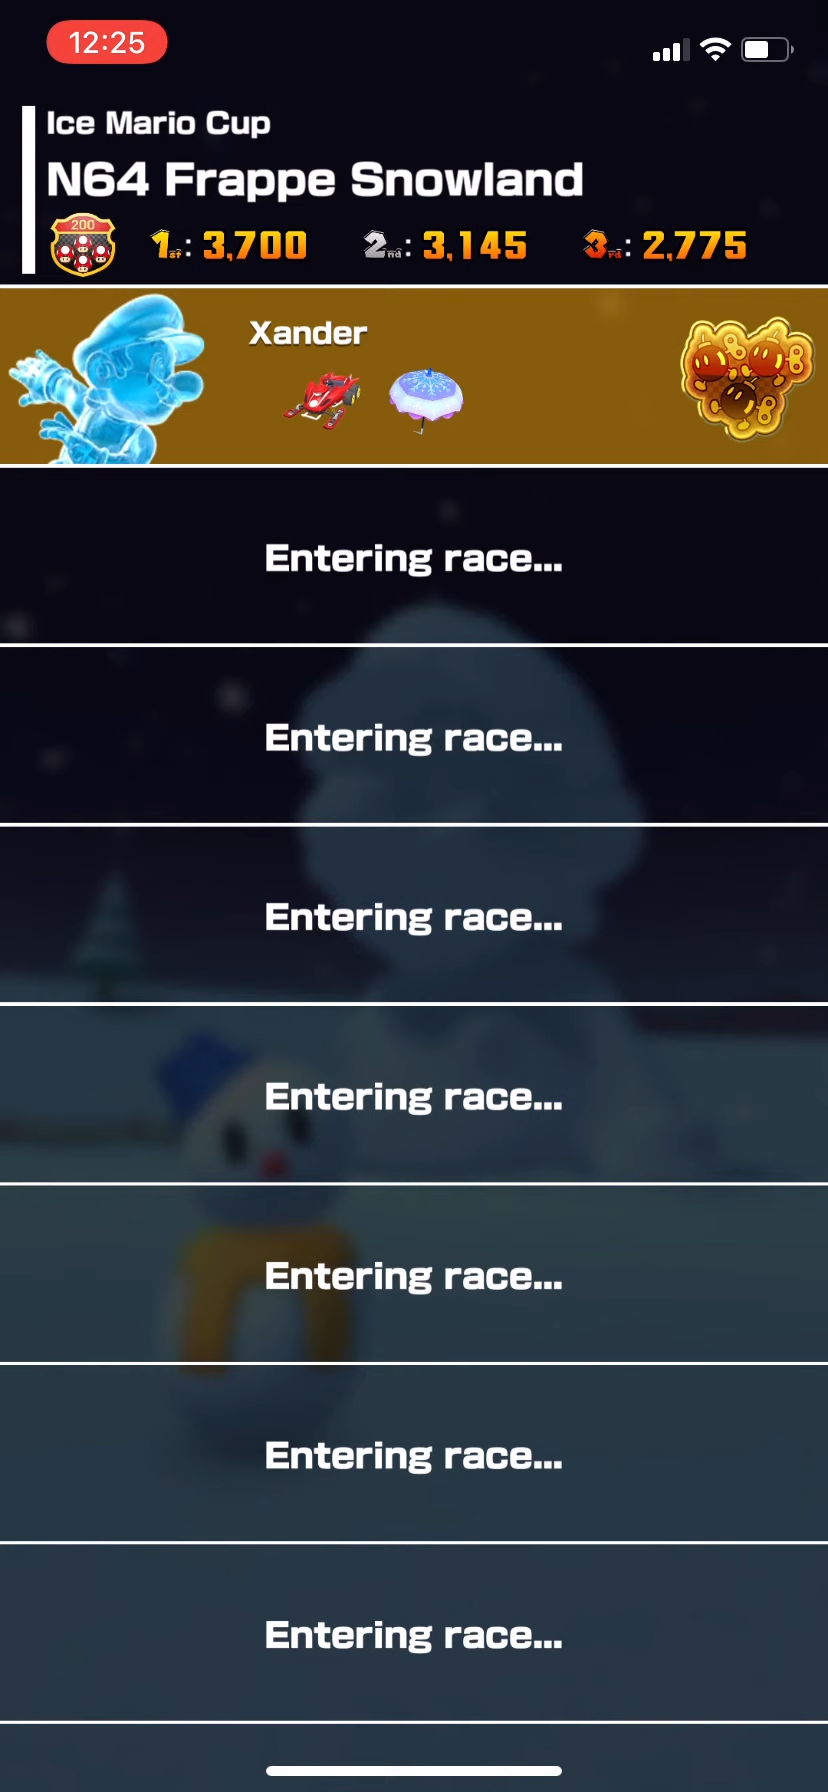 12:25
Ice Mario Cup
N64 Frappe Snowland
200 1st: 3,700 2nd: 3,145 3rd: 2,775
Xander
Entering race...
Entering race...
Entering race...
Entering race...
Entering race...
Entering race...
Entering race...